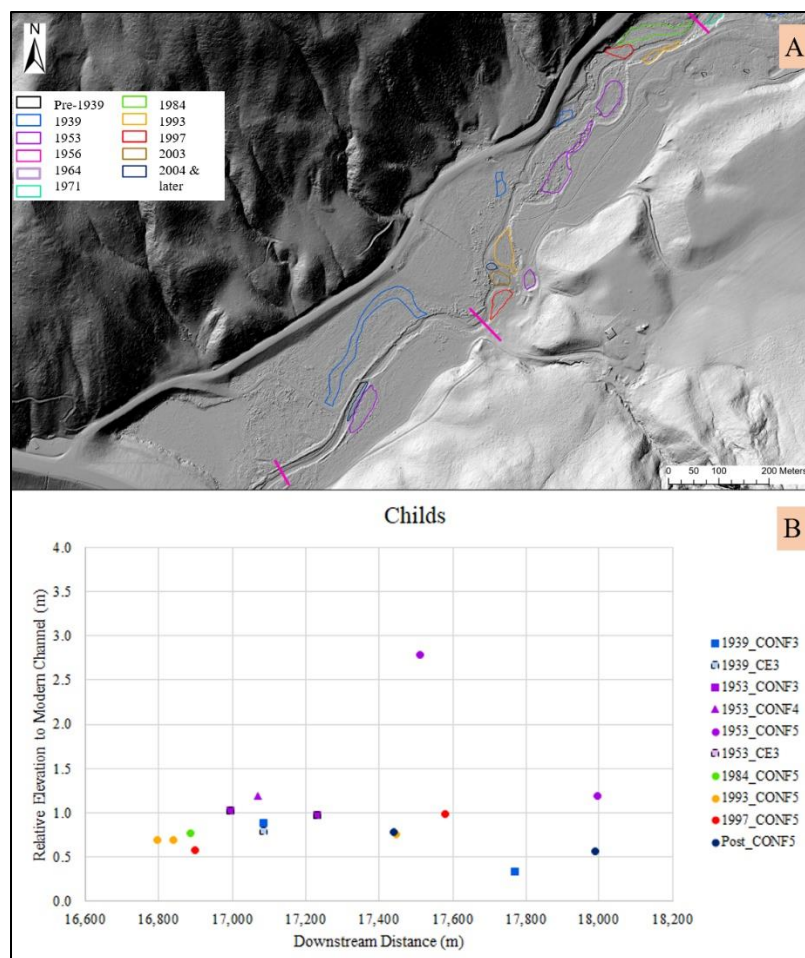 A
N
Pre-1939
1939
1953
1956
1964
1971
1984
1993
1997
2003
2004 &
later
0 50 100 200 Meters
B
Childs
Relative Elevation to Modern Channel (m)
4.0
3.5
3.0
2.5
2.0
1.5
1.0
0.5
0.0
16,600 16,800 17,000 17,200 17,400 17,600 17,800 18,000 18,200
Downstream Distance (m)
1939_CONF3
1939_CE3
1953_CONF3
1953_CONF4
1953_CONF5
1953_CE3
1984_CONF5
1993_CONF5
1997_CONF5
Post_CONF5